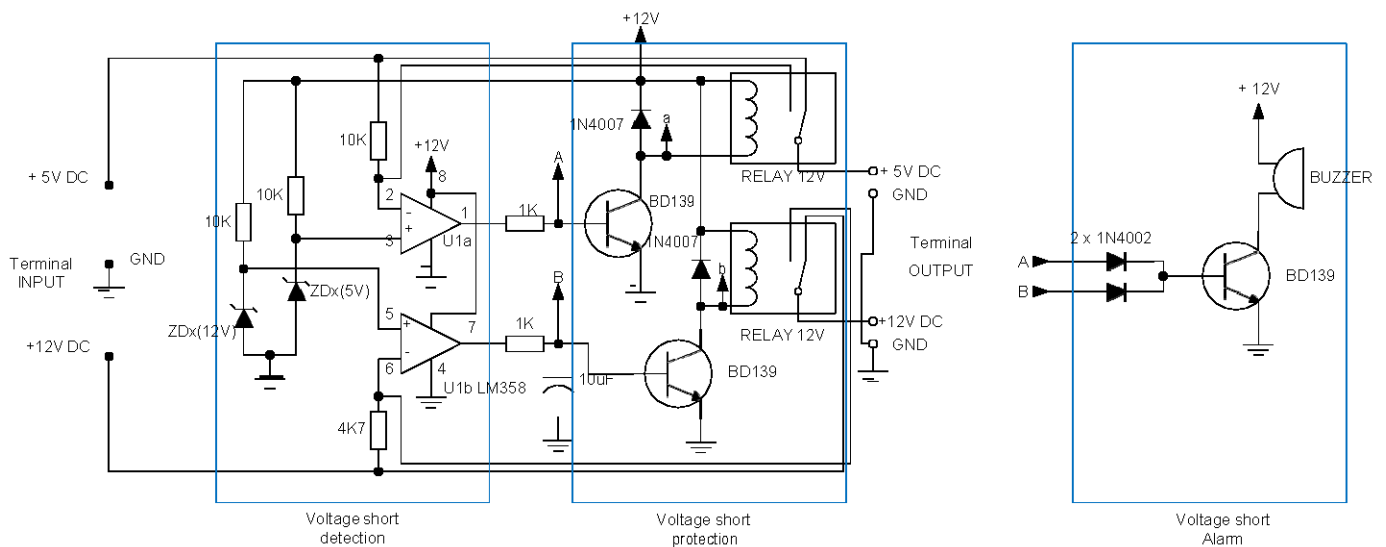 +12V
1N4007
a
10K
+12V
8
A
RELAY 12V
+ 5V DC
GND
+ 5V DC
10K
10K
2
-
+
3
1
U1a
1K
BD139
1N4007
Terminal
INPUT
GND
ZDx(5V)
ZDx(12V)
B
b
Terminal
OUTPUT
+12V DC
5
+
-
6
7
4
U1b LM358
1K
10uF
BD139
RELAY 12V
+12V DC
GND
4K7
Voltage short
detection
Voltage short
protection
+ 12V
BUZZER
2 x 1N4002
A
B
BD139
Voltage short
Alarm